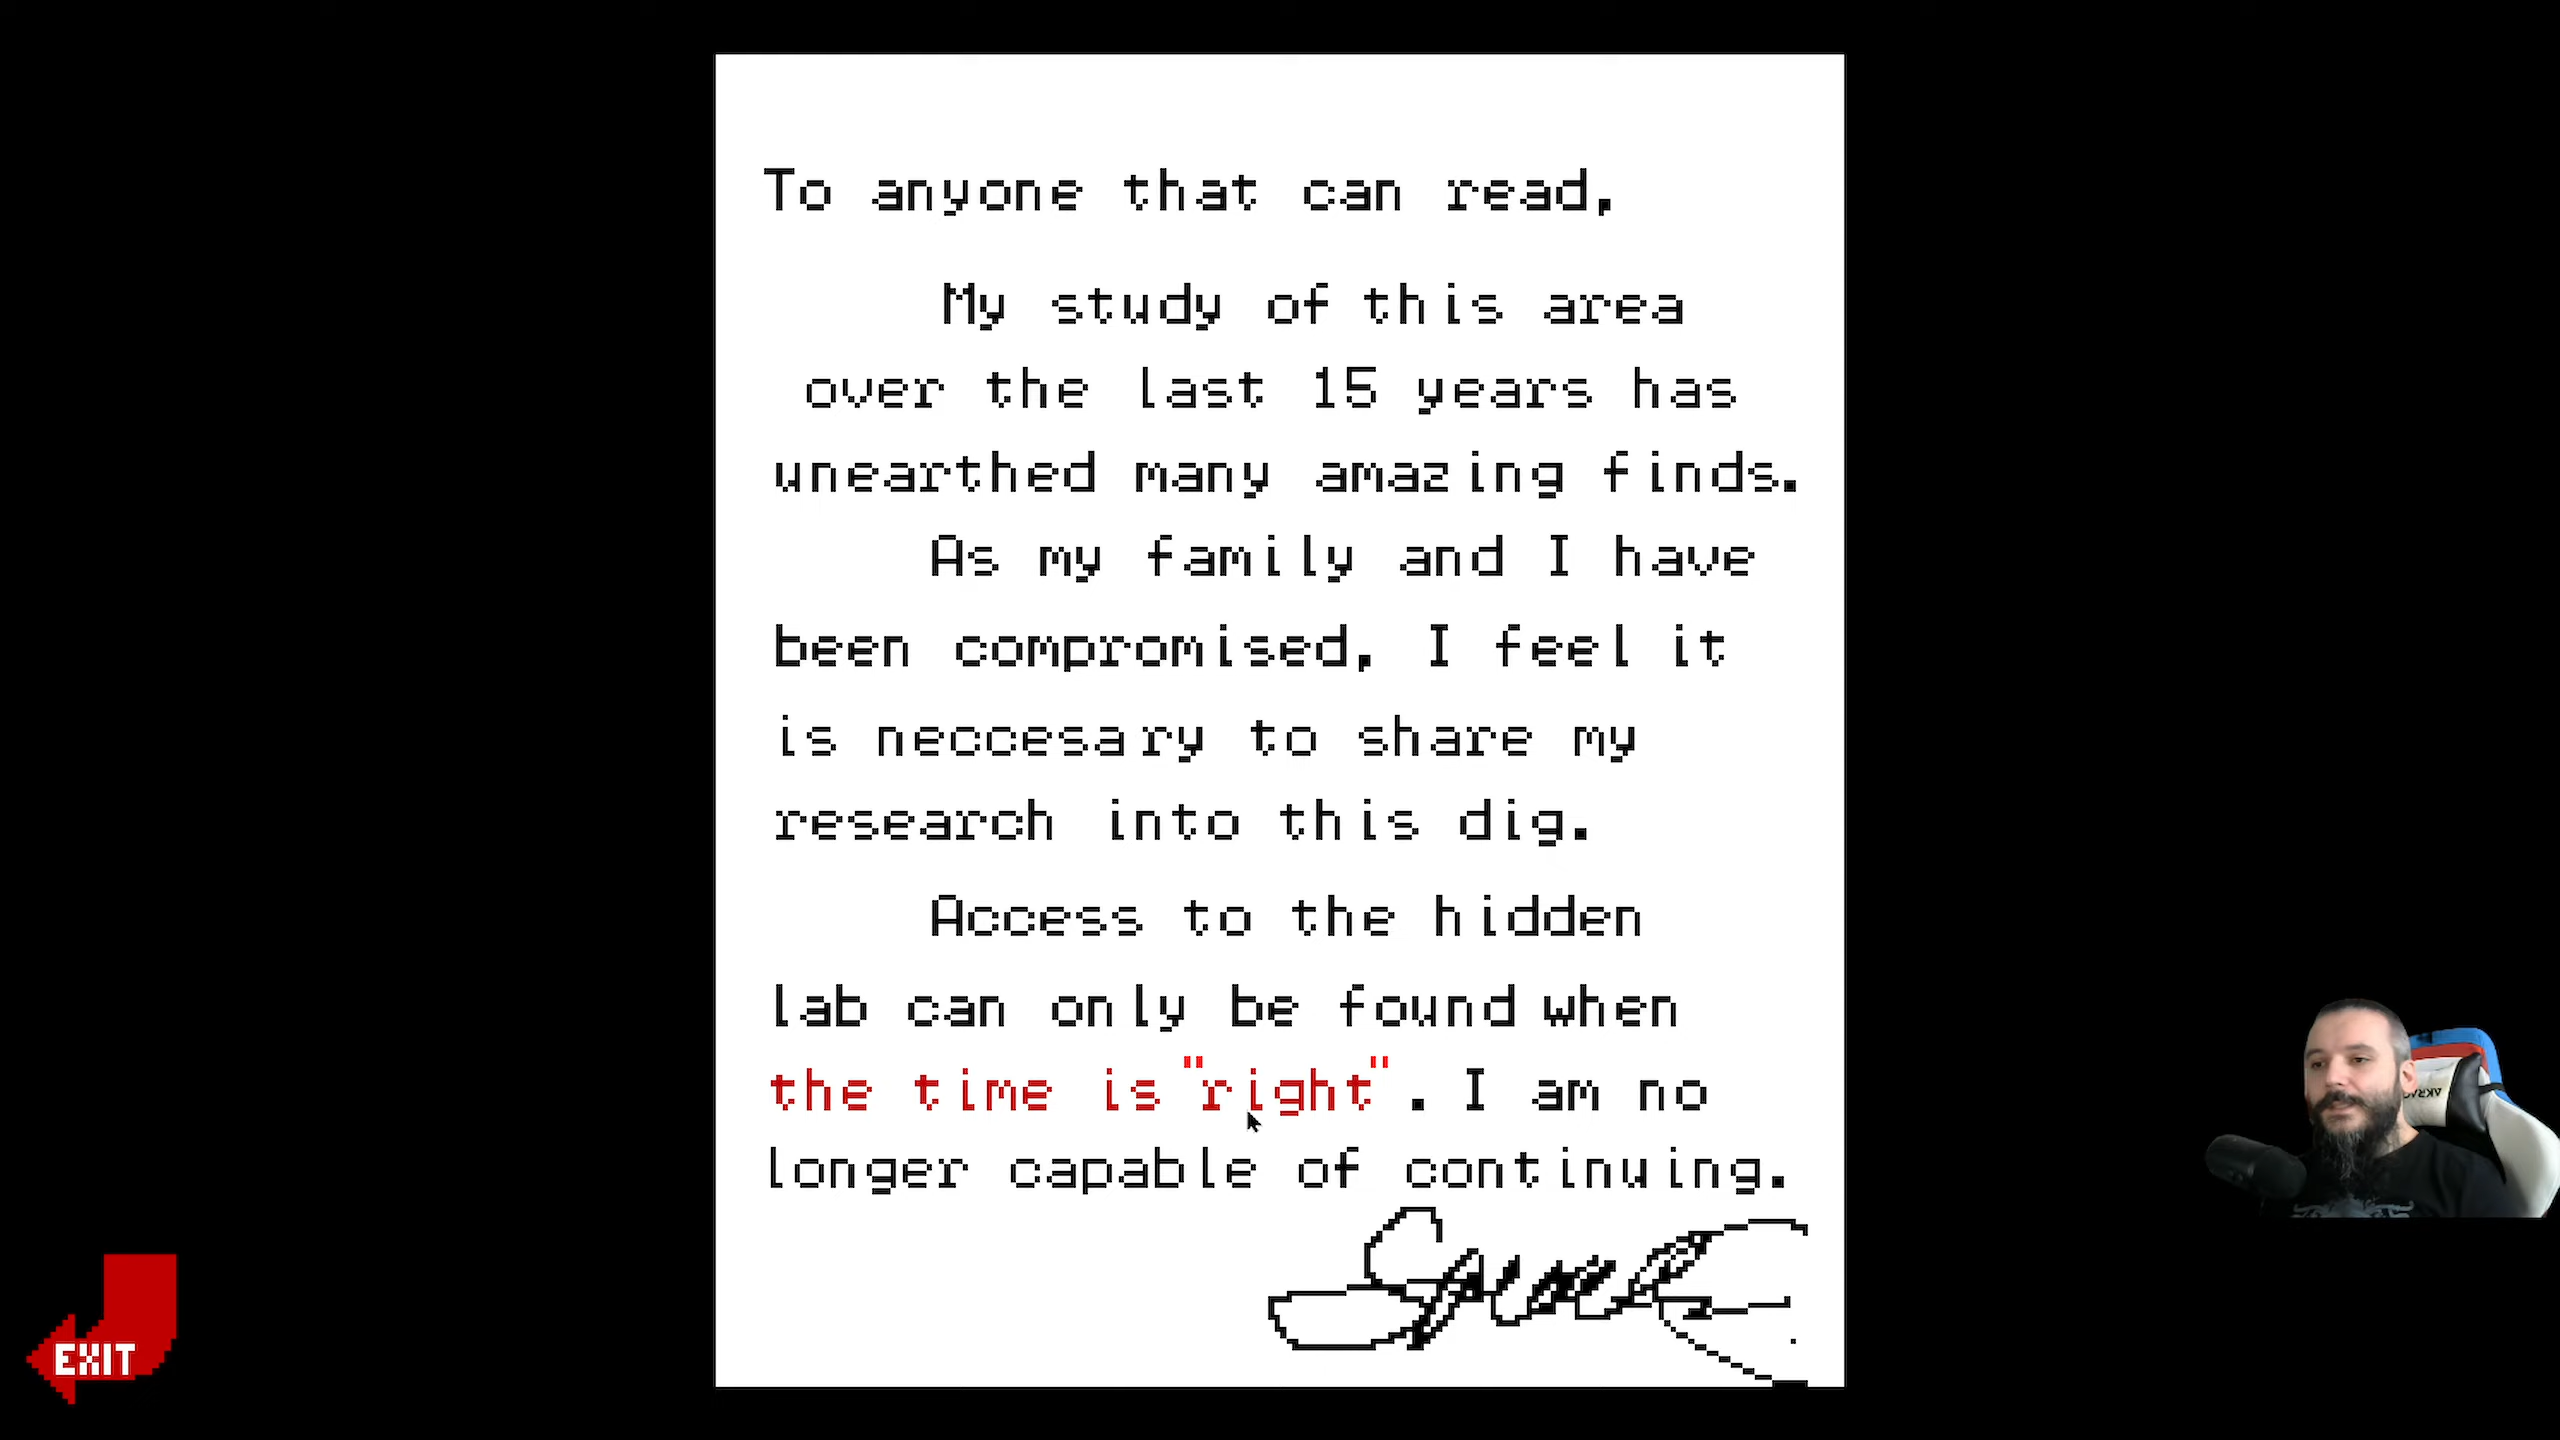 To anyone that can read,
My study of this area
over the last 15 years has
unearthed many amazing finds.
As my family and I have
been compromised, I feel it
is neccesary to share my
research into this dig.
Access to the hidden
lab can only be found when
the time is "right". I am no
longer capable of continuing.
EXIT